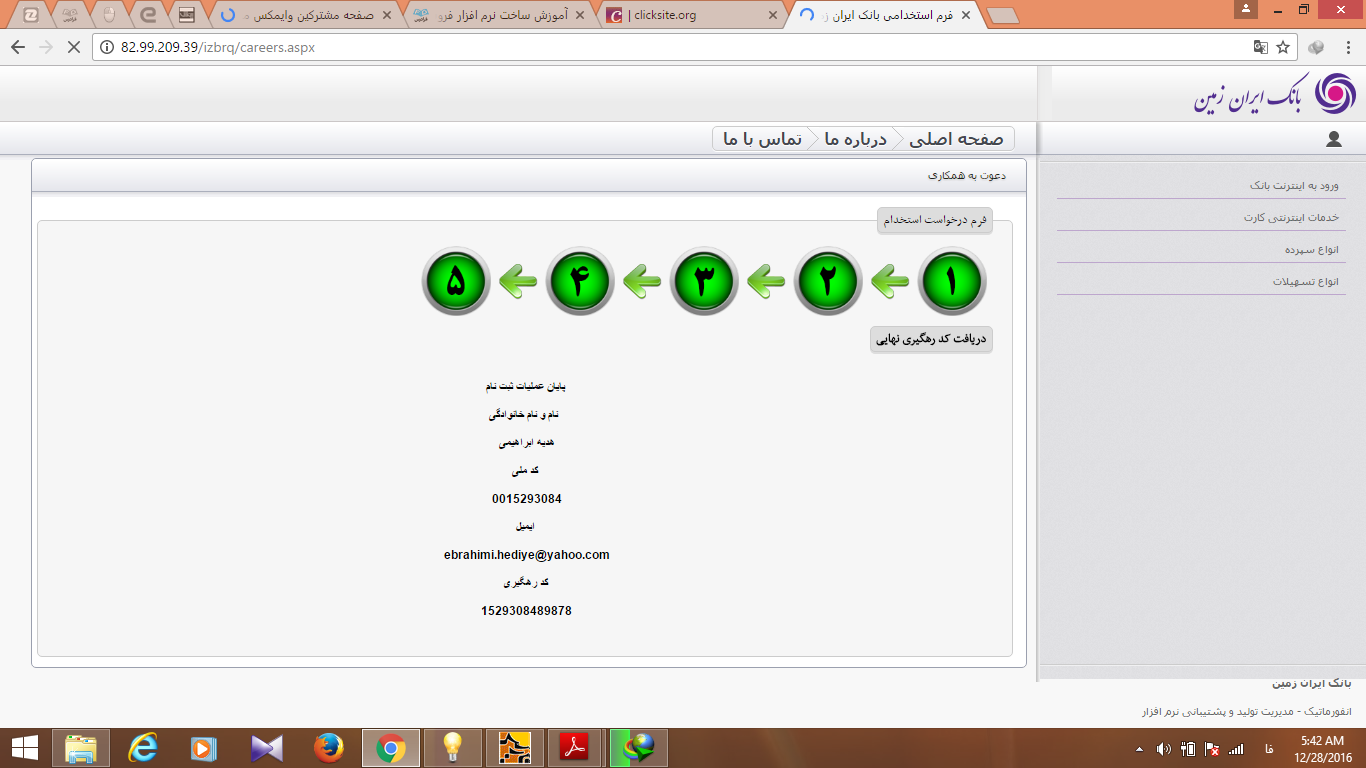 صفحه مشترکین وایمکس
آموزش ساخت نرم افزار فرو
| clicksite.org
فرم استخدامی بانک ایران ز
82.99.209.39/izbrq/careers.aspx
بانک ایران زمین
صفحه اصلی
درباره ما
تماس با ما
ورود به اینترنت بانک
خدمات اینترنتی کارت
انواع سپرده
انواع تسهیلات
دعوت به همکاری
فرم درخواست استخدام
۱
۲
۳
۴
۵
دریافت کد رهگیری نهایی
پایان عملیات ثبت نام
نام و نام خانوادگی
هدیه ابراهیمی
کد ملی
0015293084
ایمیل
ebrahimi.hediye@yahoo.com
کد رهگیری
1529308489878
بانک ایران زمین
انفورماتیک - مدیریت تولید و پشتیبانی نرم افزار
فا
5:42 AM
12/28/2016